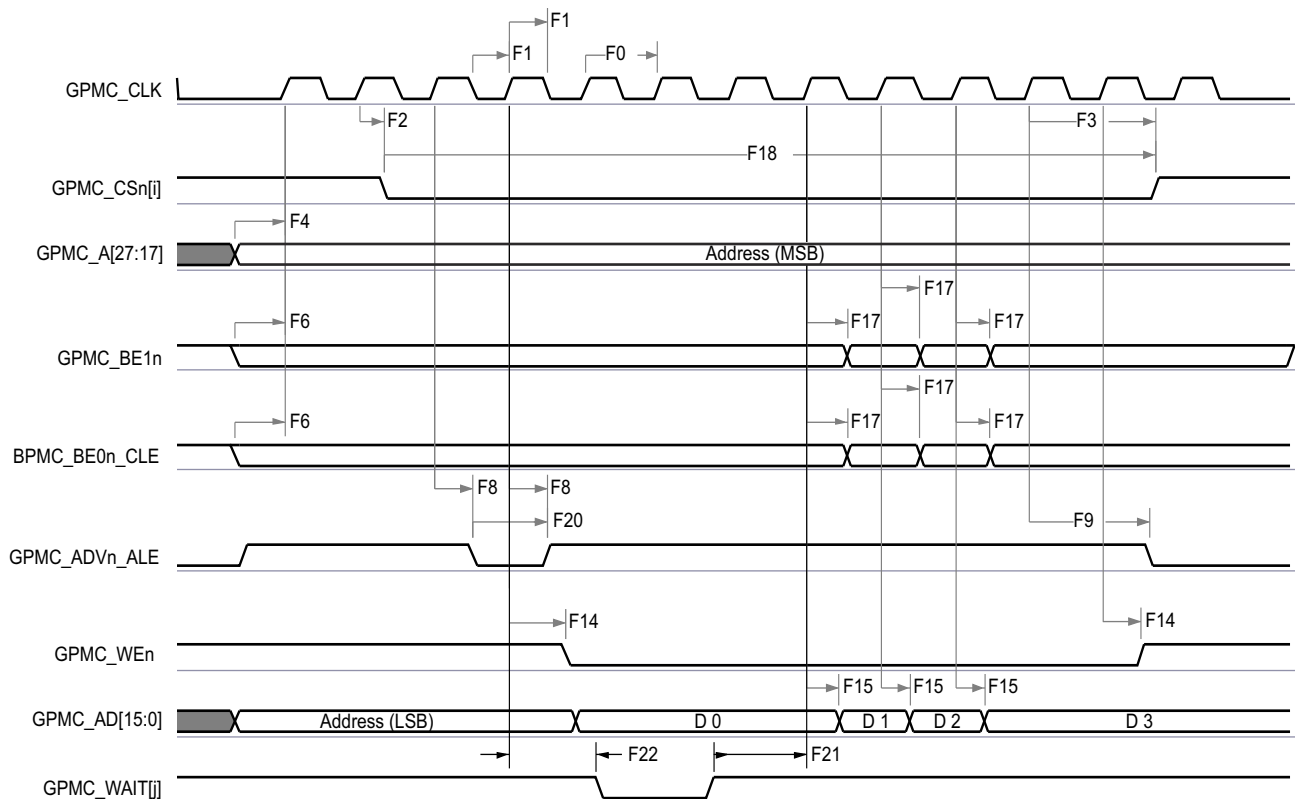 F1
F1 F0
GPMC_CLK
F2 F3
F18
GPMC_CSn[i]
F4
GPMC_A[27:17] Address (MSB)
F17
F6 F17 F17
GPMC_BE1n
F17
F6 F17 F17
BPMC_BE0n_CLE
F8 F8
F20 F9
GPMC_ADVn_ALE
F14 F14
GPMC_WEn
F15 F15 F15
GPMC_AD[15:0] Address (LSB) D 0 D 1 D 2 D 3
F22 F21
GPMC_WAIT[j]